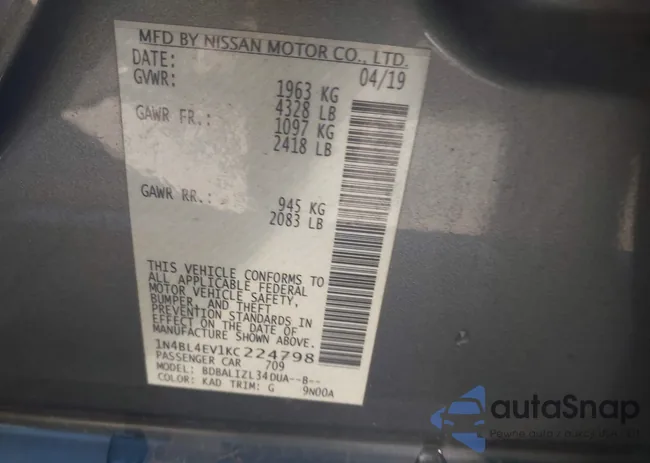 MFD BY NISSAN MOTOR CO., LTD.
DATE: 04/19
GVWR: 1963 KG
4328 LB
GAWR FR.: 1097 KG
2418 LB
GAWR RR.: 945 KG
2083 LB
THIS VEHICLE CONFORMS TO
ALL APPLICABLE FEDERAL
MOTOR VEHICLE SAFETY,
BUMPER, AND THEFT
PREVENTION STANDARDS IN
EFFECT ON THE DATE OF
MANUFACTURE SHOWN ABOVE.
1N4BL4EV1KC224798
PASSENGER CAR 709
MODEL: BDBALIZL34DUA--B--
COLOR: KAD TRIM: G 9N00A
autaSnap
Pewne auta z aukcji